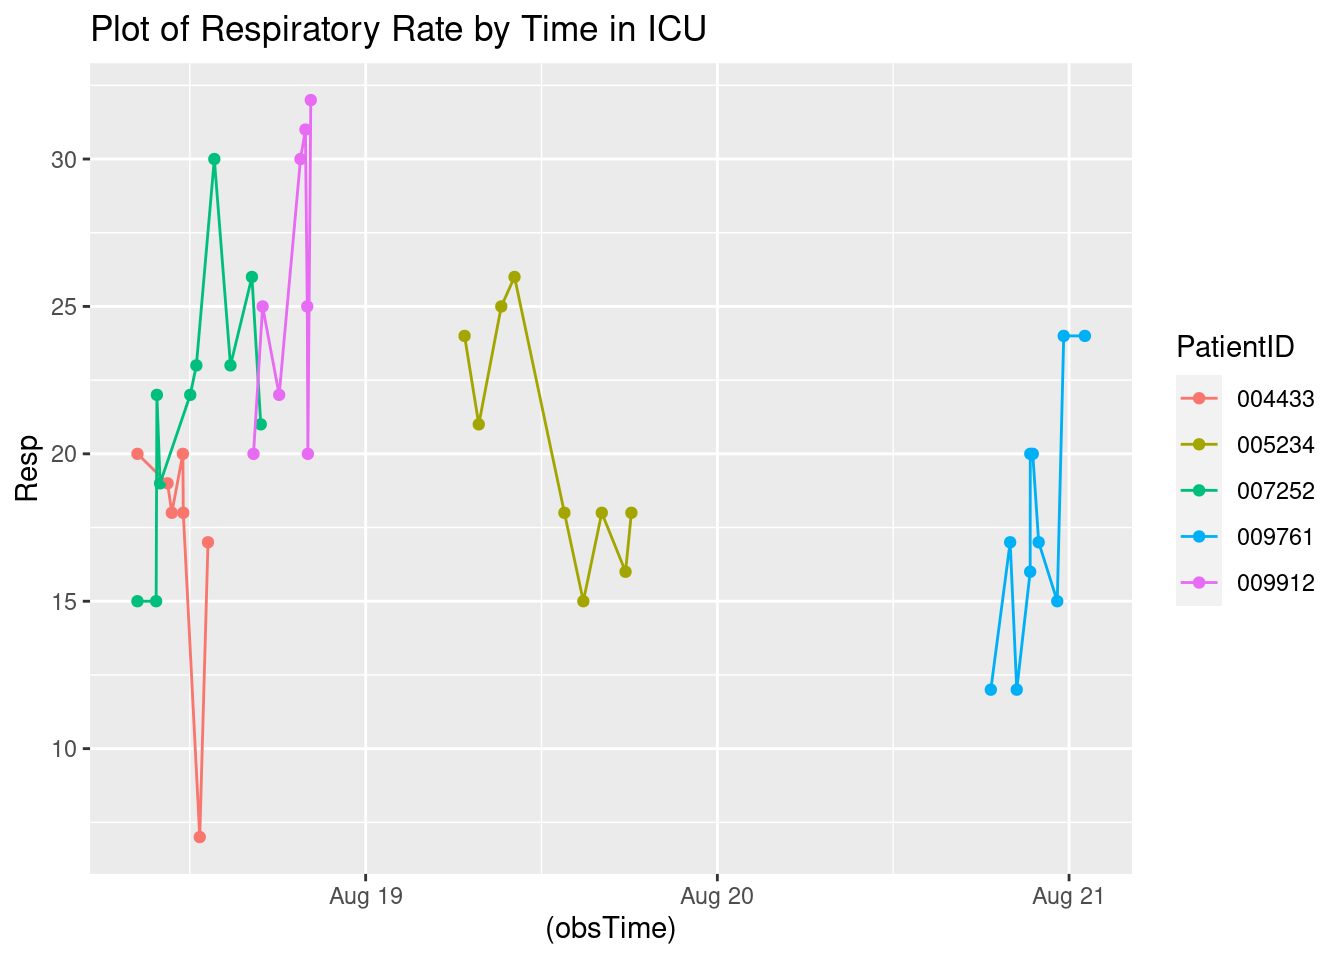 Plot of Respiratory Rate by Time in ICU
Resp
30
25
20
15
10
Aug 19
Aug 20
Aug 21
(obsTime)
PatientID
004433
005234
007252
009761
009912